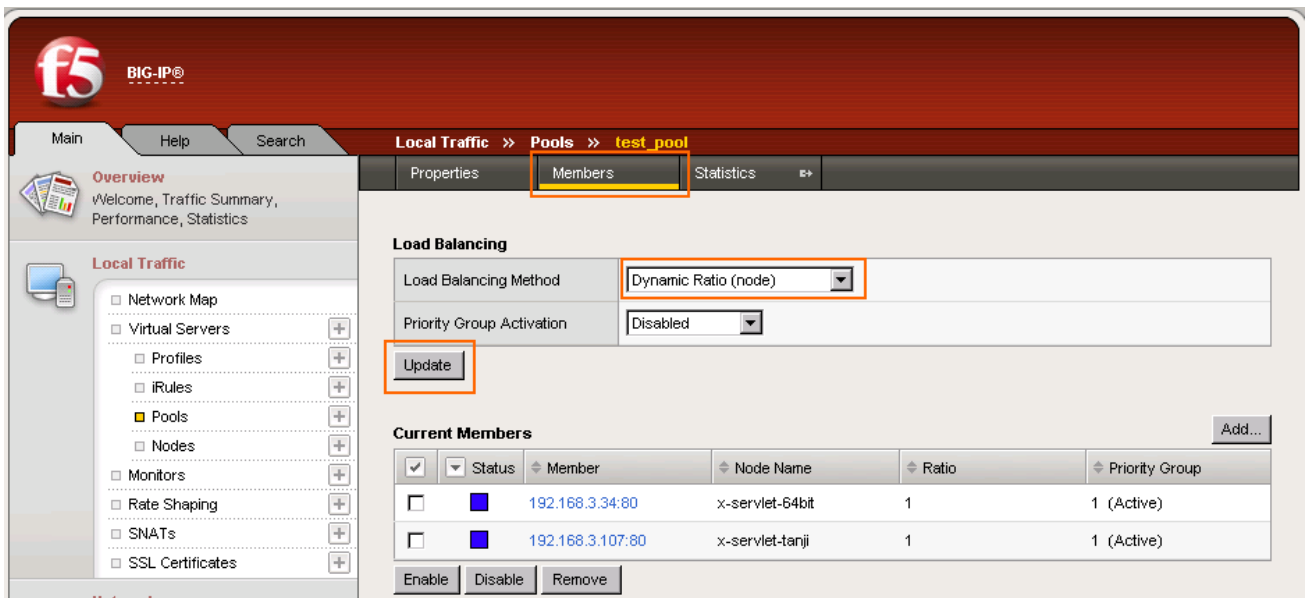 f5
BIG-IP®
Main Help Search
Local Traffic » Pools » test_pool
Properties Members Statistics
Overview
Welcome, Traffic Summary,
Performance, Statistics
Local Traffic
Network Map
Virtual Servers
Profiles
iRules
Pools
Nodes
Monitors
Rate Shaping
SNATs
SSL Certificates
Load Balancing
Load Balancing Method Dynamic Ratio (node)
Priority Group Activation Disabled
Update
Current Members Add...
Status Member Node Name Ratio Priority Group
192.168.3.34:80 x-servlet-64bit 1 1 (Active)
192.168.3.107:80 x-servlet-tanji 1 1 (Active)
Enable Disable Remove